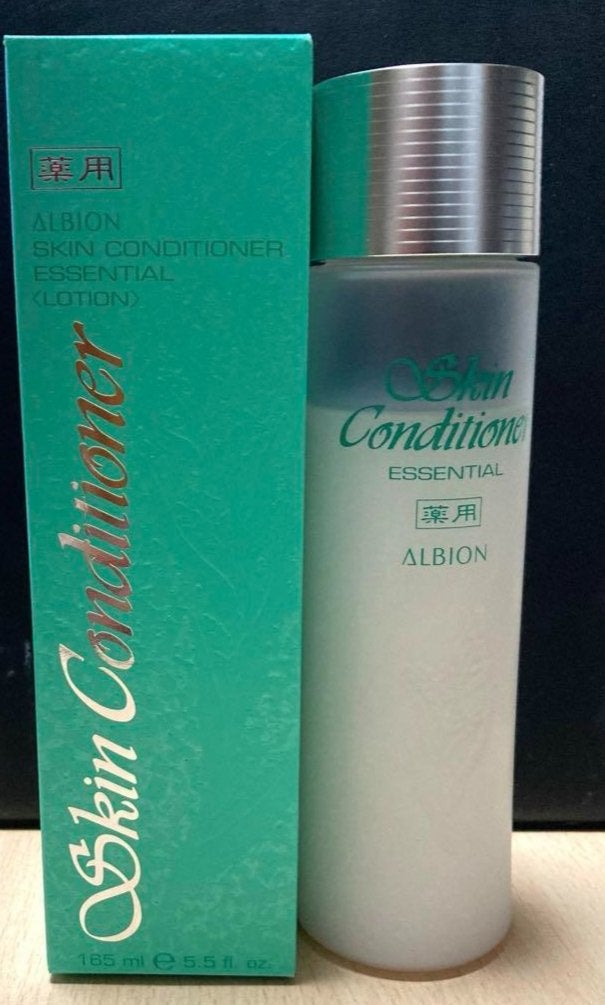 薬用
ALBION
SKIN CONDITIONER
ESSENTIAL
〈LOTION〉
Skin Conditioner
165 ml ℮ 5.5 fl. oz.
Skin
Conditioner
ESSENTIAL
薬用
ALBION